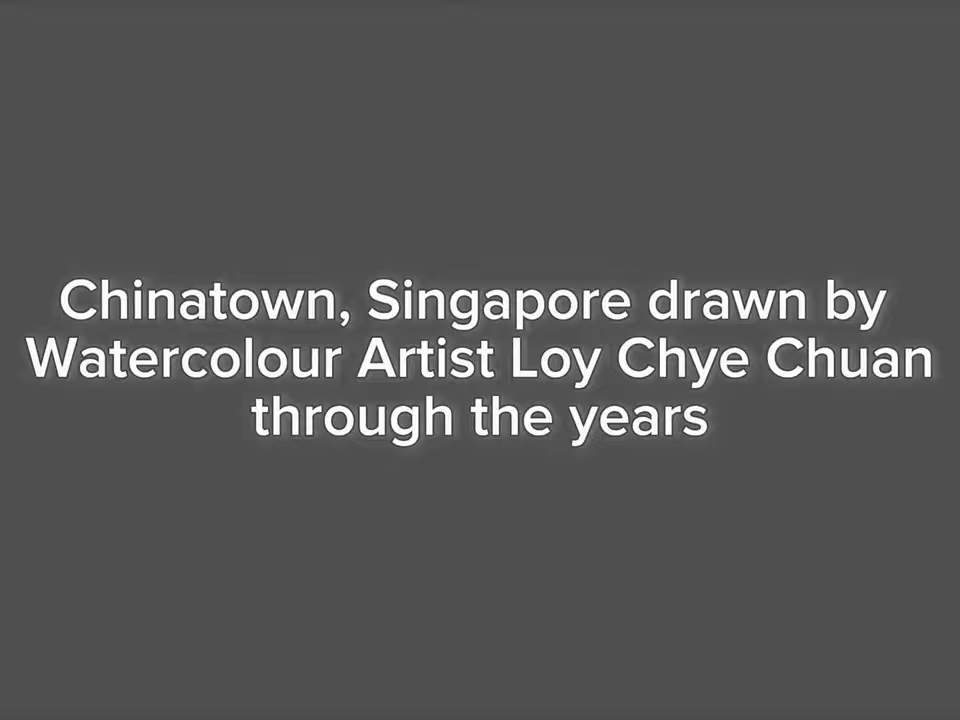 Chinatown, Singapore drawn by
Watercolour Artist Loy Chye Chuan
through the years